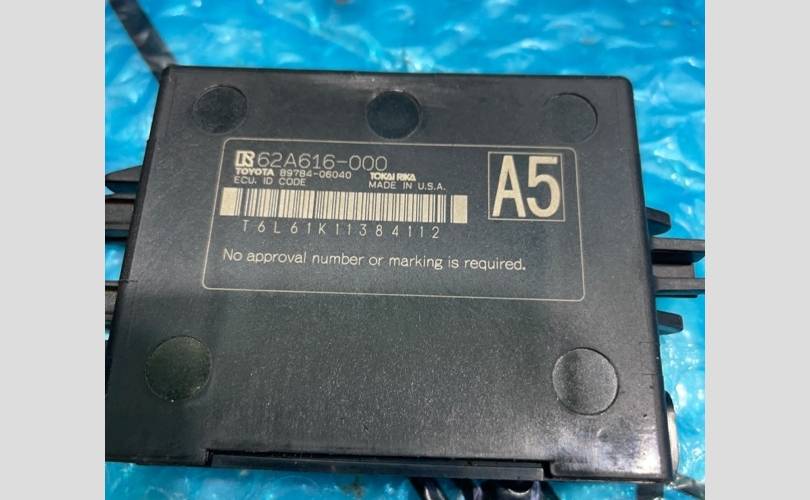 62A616-000
TOYOTA 89784-06040 TOKAI RIKA
ECU. ID CODE MADE IN U.S.A.
A5
T6L61K11384112
No approval number or marking is required.